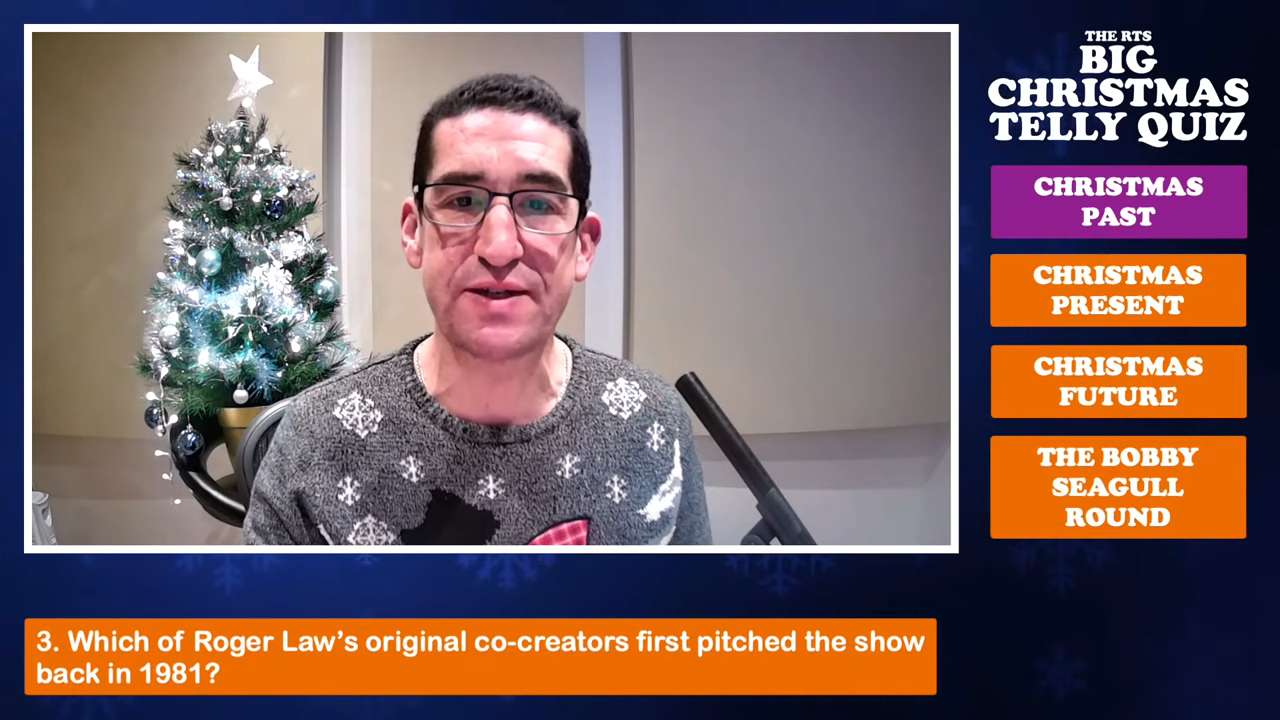 THE RTS
BIG
CHRISTMAS
TELLY QUIZ
CHRISTMAS
PAST
CHRISTMAS
PRESENT
CHRISTMAS
FUTURE
THE BOBBY
SEAGULL
ROUND
3. Which of Roger Law's original co-creators first pitched the show
back in 1981?